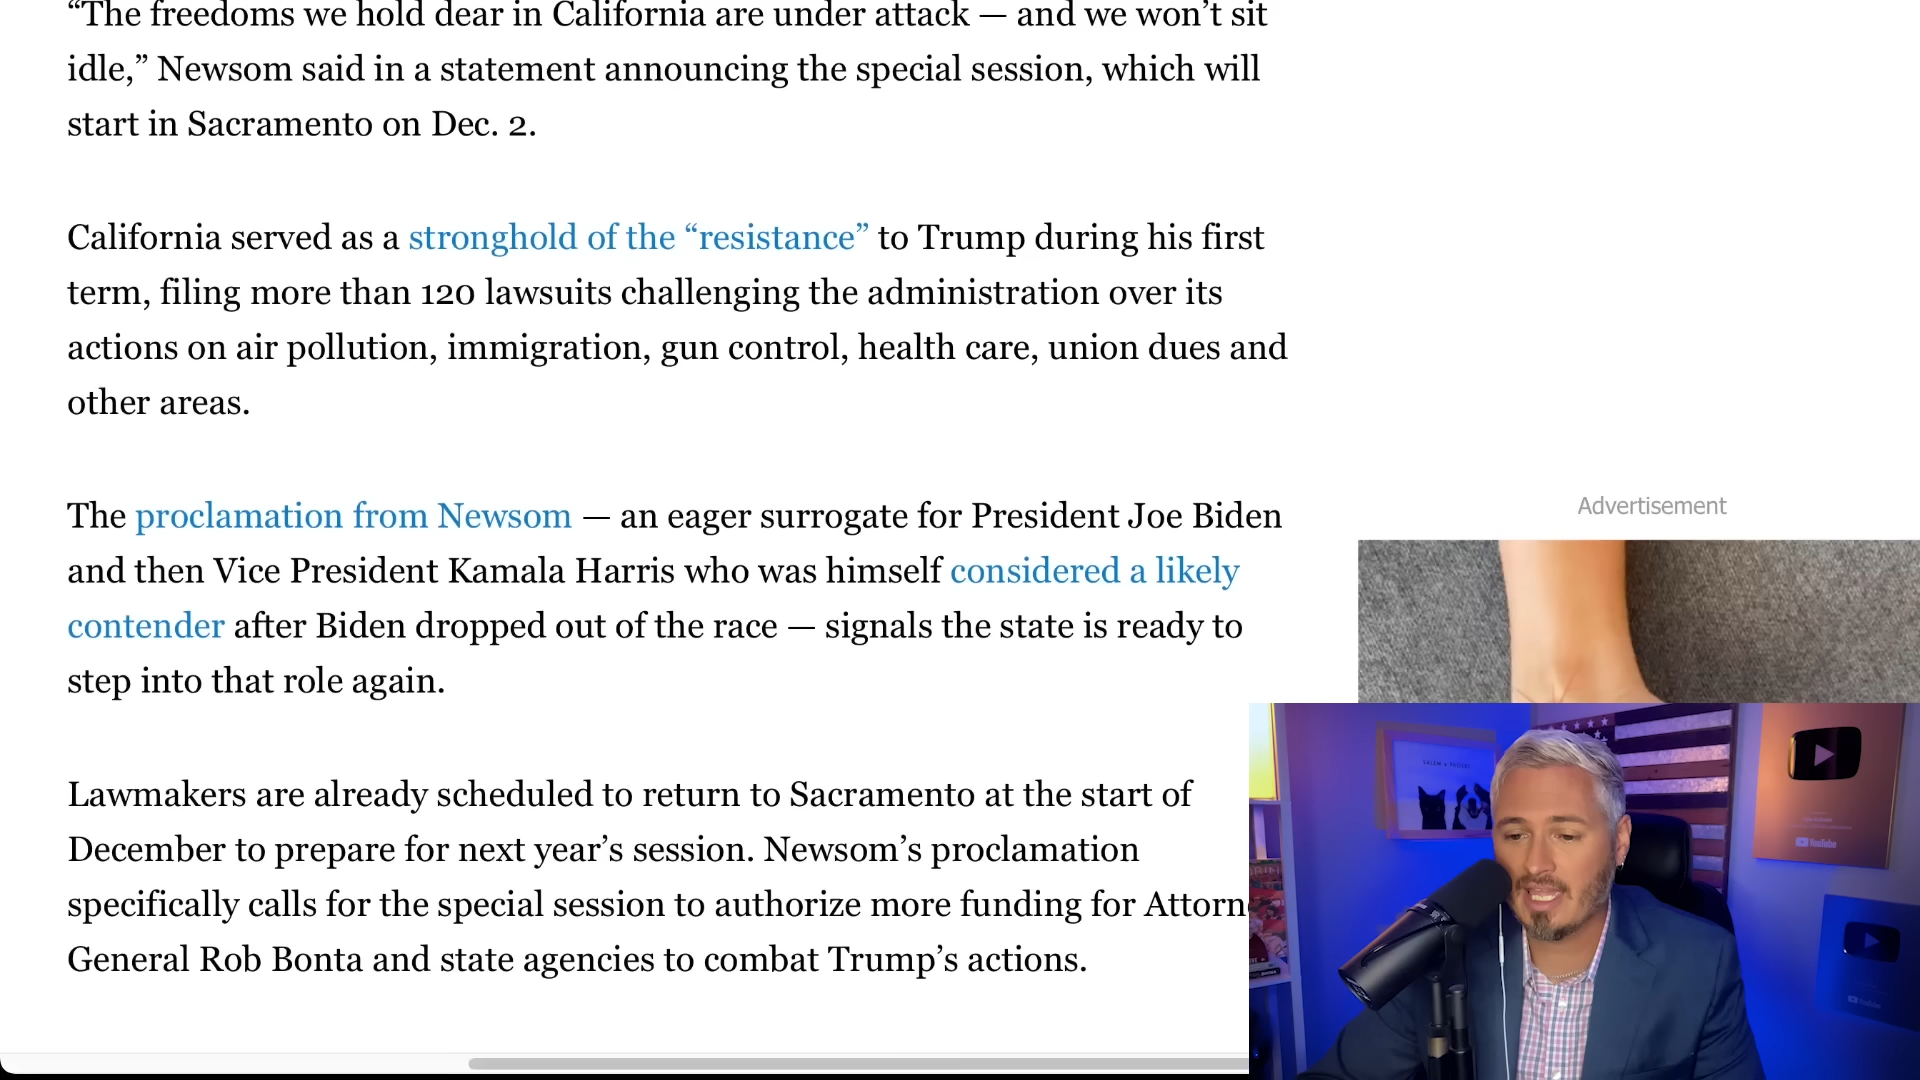 “The freedoms we hold dear in California are under attack — and we won’t sit
idle,” Newsom said in a statement announcing the special session, which will
start in Sacramento on Dec. 2.
California served as a stronghold of the “resistance” to Trump during his first
term, filing more than 120 lawsuits challenging the administration over its
actions on air pollution, immigration, gun control, health care, union dues and
other areas.
The proclamation from Newsom — an eager surrogate for President Joe Biden
and then Vice President Kamala Harris who was himself considered a likely
contender after Biden dropped out of the race — signals the state is ready to
step into that role again.
Lawmakers are already scheduled to return to Sacramento at the start of
December to prepare for next year’s session. Newsom’s proclamation
specifically calls for the special session to authorize more funding for Attorn
General Rob Bonta and state agencies to combat Trump’s actions.
Advertisement
YouTube
YouTube